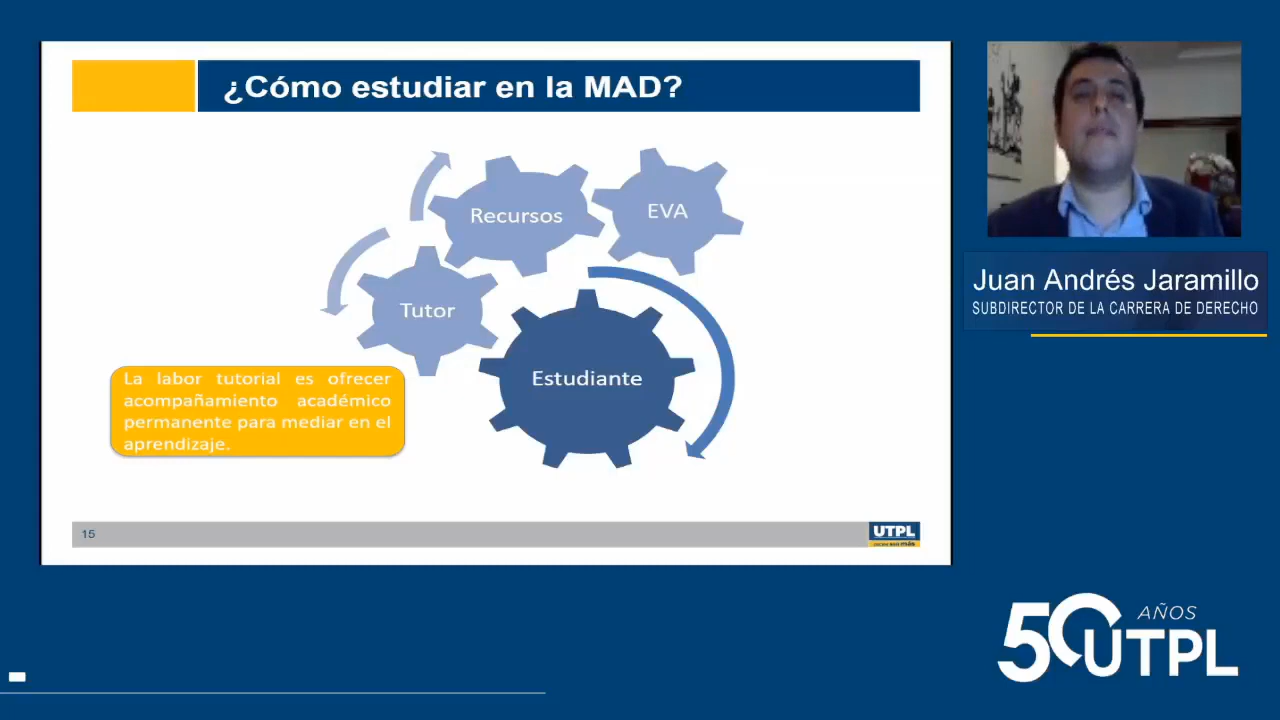 ¿Cómo estudiar en la MAD?
Recursos
EVA
Tutor
Estudiante
La labor tutorial es ofrecer
acompañamiento académico
permanente para mediar en el
aprendizaje.
15
UTPL
Juan Andrés Jaramillo
SUBDIRECTOR DE LA CARRERA DE DERECHO
50 AÑOS
UTPL